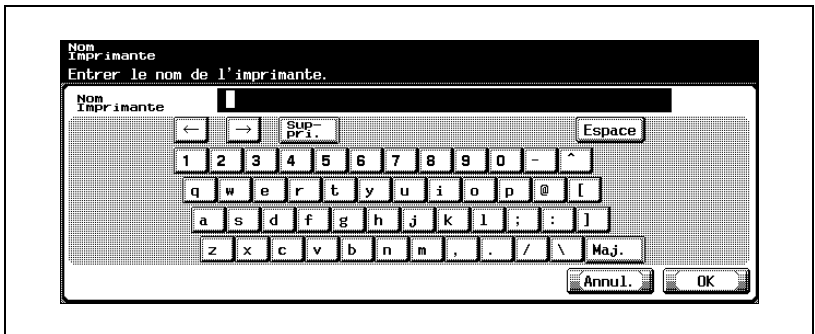 Nom
Imprimante
Entrer le nom de l'imprimante.
Nom
Imprimante
← → Sup-
pri. Espace
1 2 3 4 5 6 7 8 9 0 - ^
q w e r t y u i o p @ [
a s d f g h j k l ; : ]
z x c v b n m , . / \ Maj.
Annul. OK